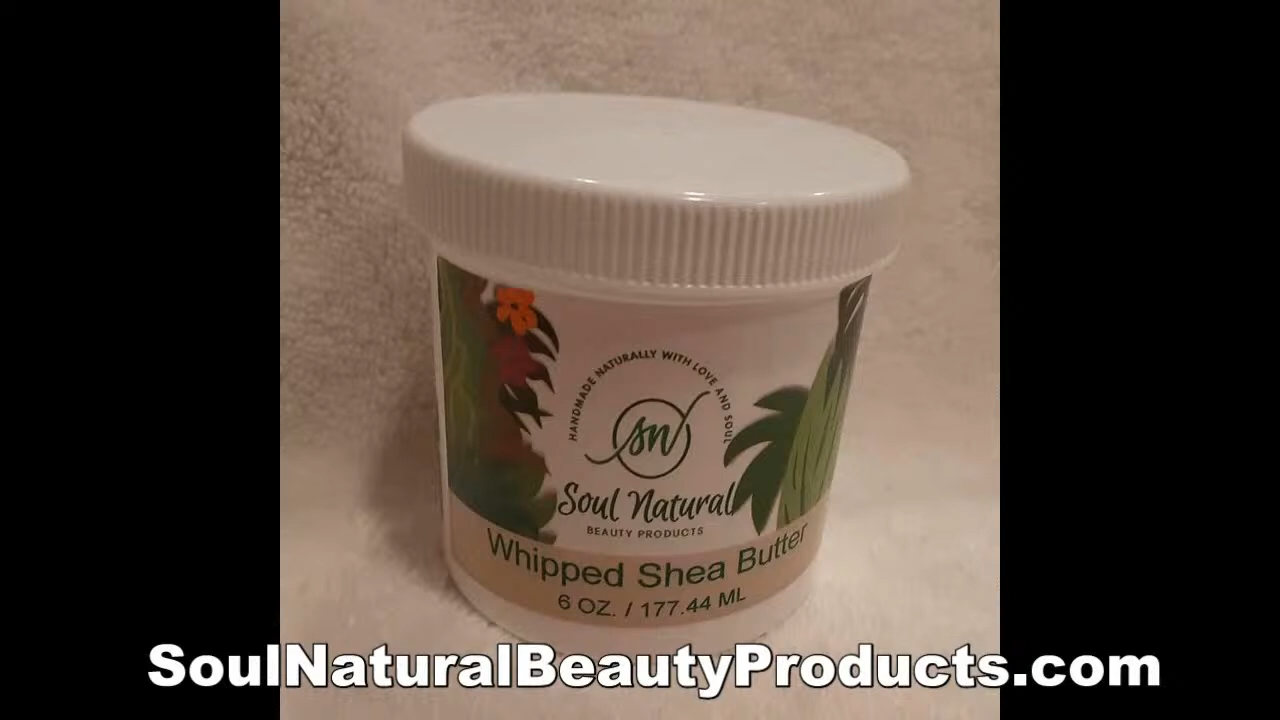 HANDMADE NATURALLY WITH LOVE AND SOUL
sn
Soul Natural
BEAUTY PRODUCTS
Whipped Shea Butter
6 OZ. / 177.44 ML
SoulNaturalBeautyProducts.com